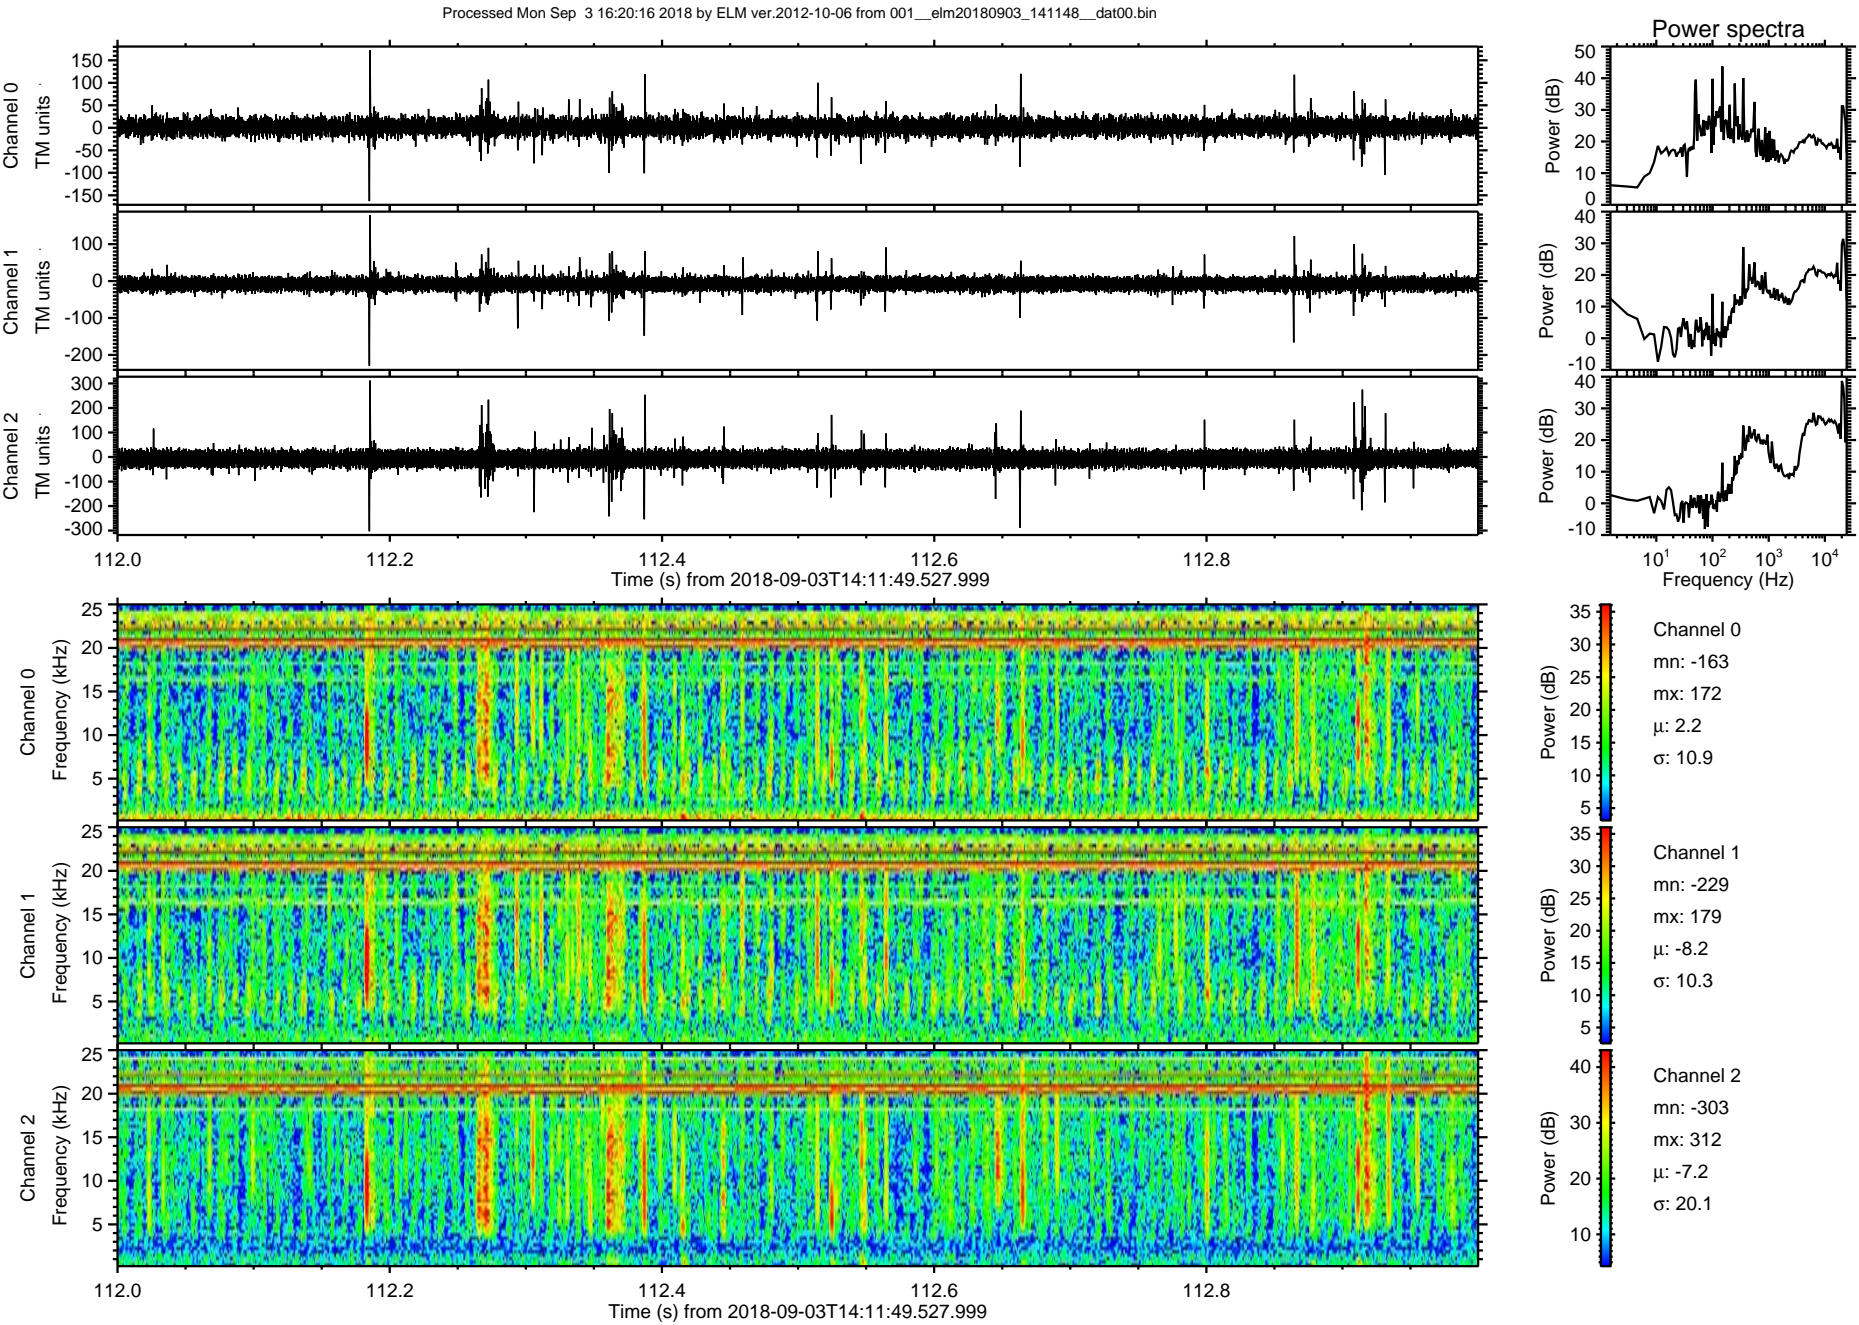 Processed Mon Sep  3 16:20:16 2018 by ELM ver.2012-10-06 from 001__elm20180903_141148__dat00.bin
Power spectra
Channel 0
TM units
150
100
50
0
-50
-100
-150
Power (dB)
50
40
30
20
10
0
Channel 1
TM units
100
0
-100
-200
Power (dB)
40
30
20
10
0
-10
Channel 2
TM units
300
200
100
0
-100
-200
-300
Power (dB)
40
30
20
10
0
-10
112.0 112.2 112.4 112.6 112.8
Time (s) from 2018-09-03T14:11:49.527.999
10¹ 10² 10³ 10⁴
Frequency (Hz)
Channel 0
Frequency (kHz)
25
20
15
10
5
Power (dB)
35
30
25
20
15
10
5
Channel 0
mn: -163
mx: 172
μ: 2.2
σ: 10.9
Channel 1
Frequency (kHz)
25
20
15
10
5
Power (dB)
35
30
25
20
15
10
5
Channel 1
mn: -229
mx: 179
μ: -8.2
σ: 10.3
Channel 2
Frequency (kHz)
25
20
15
10
5
Power (dB)
40
30
20
10
Channel 2
mn: -303
mx: 312
μ: -7.2
σ: 20.1
112.0 112.2 112.4 112.6 112.8
Time (s) from 2018-09-03T14:11:49.527.999